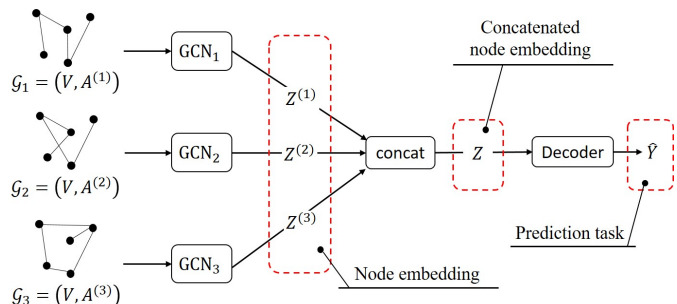 Concatenated
node embedding
GCN₁
𝒢₁ = (V, A⁽¹⁾)
Z⁽¹⁾
GCN₂
Z⁽²⁾
concat
Z
Decoder
Ŷ
𝒢₂ = (V, A⁽²⁾)
Z⁽³⁾
Prediction task
GCN₃
Node embedding
𝒢₃ = (V, A⁽³⁾)